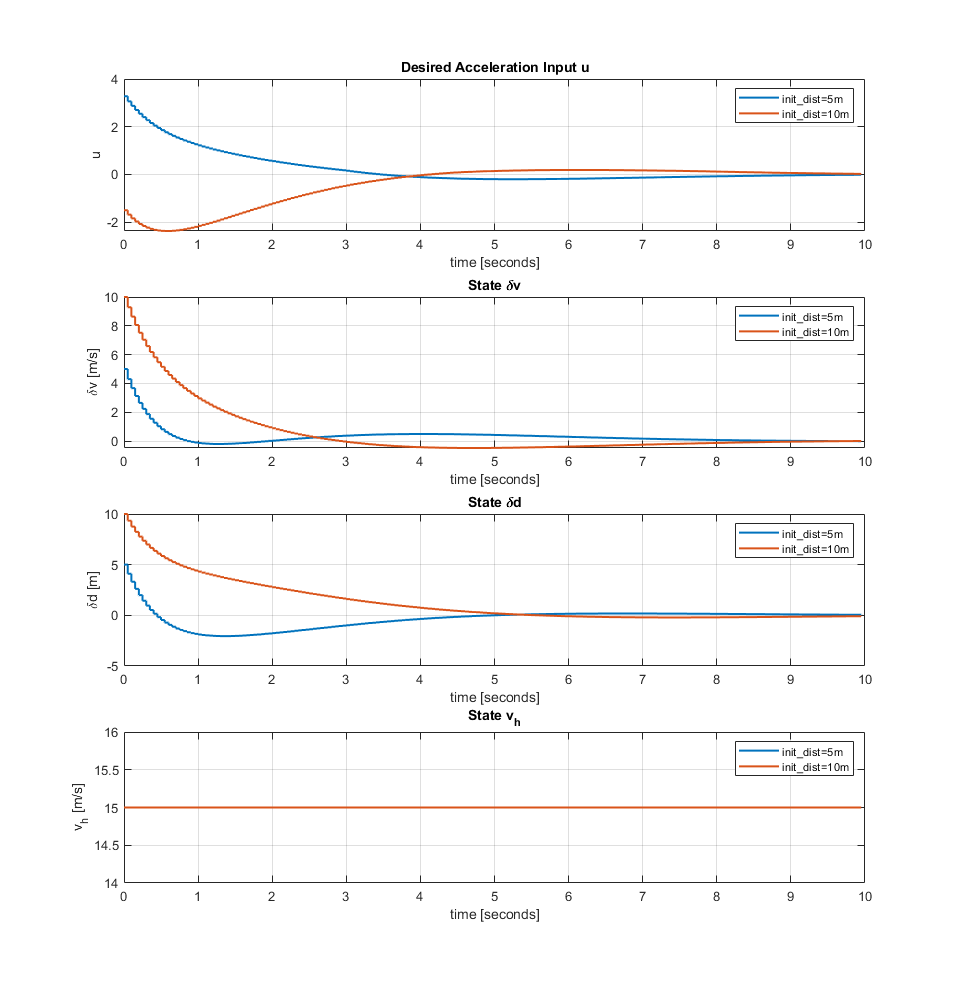 Desired Acceleration Input u
4
2
0
-2
u
init_dist=5m
init_dist=10m
0 1 2 3 4 5 6 7 8 9 10
time [seconds]
State δv
10
8
6
4
2
0
δv [m/s]
init_dist=5m
init_dist=10m
0 1 2 3 4 5 6 7 8 9 10
time [seconds]
State δd
10
5
0
-5
δd [m]
init_dist=5m
init_dist=10m
0 1 2 3 4 5 6 7 8 9 10
time [seconds]
State v_h
16
15.5
15
14.5
14
v_h [m/s]
init_dist=5m
init_dist=10m
0 1 2 3 4 5 6 7 8 9 10
time [seconds]